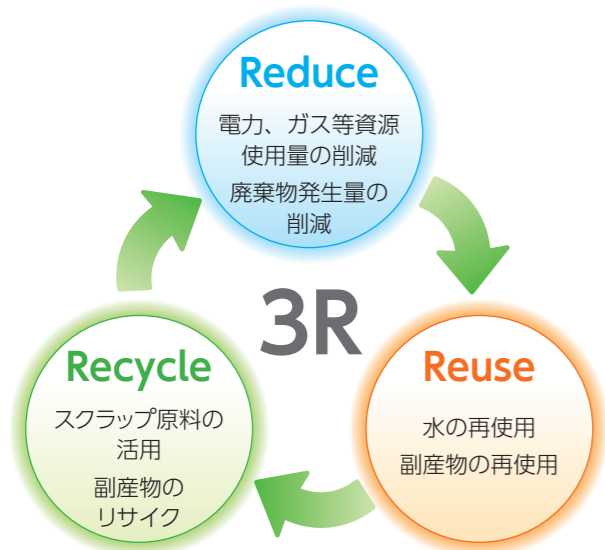 Reduce
電力、ガス等資源
使用量の削減
廃棄物発生量の
削減
3R
Recycle
スクラップ原料の
活用
副産物の
リサイク
Reuse
水の再使用
副産物の再使用